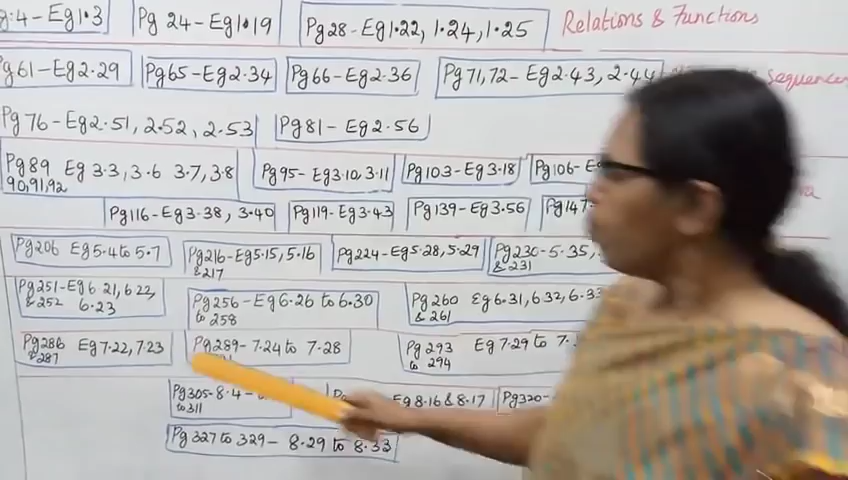 g:4-Eg1.3 Pg 24-Eg1.19 Pg28-Eg1.22, 1.24, 1.25 Relations & Functions
Pg61-Eg2.29 Pg65-Eg2.34 Pg66-Eg2.36 Pg71,72-Eg2.43, 2.44 Sequences
Pg76-Eg2.51, 2.52, 2.53 Pg81-Eg2.56
Pg89 Eg 3.3, 3.6 3.7, 3.8 Pg95-Eg3.10, 3.11 Pg103-Eg3.18 Pg106-E
90,91,92
Pg116-Eg3.38, 3.40 Pg119-Eg3.43 Pg139-Eg3.56 Pg147-
Pg206 Eg5.4 to 5.7 Pg216-Eg5.15, 5.16 Pg224-Eg5.28, 5.29 Pg230-5.35,
&217 &231
Pg251-Eg6.21, 6.22, Pg256-Eg6.26 to 6.30 Pg260 Eg6.31, 6.32, 6.33
&252 6.23 to 258 &261
Pg286 Eg7.22, 7.23 Pg289-7.24 to 7.28 Pg293 Eg7.29 to 7.
&287 to 294
Pg305-8.4- Eg8.16 & 8.17 Pg320-
to311
Pg327 to 329- 8.29 to 8.33